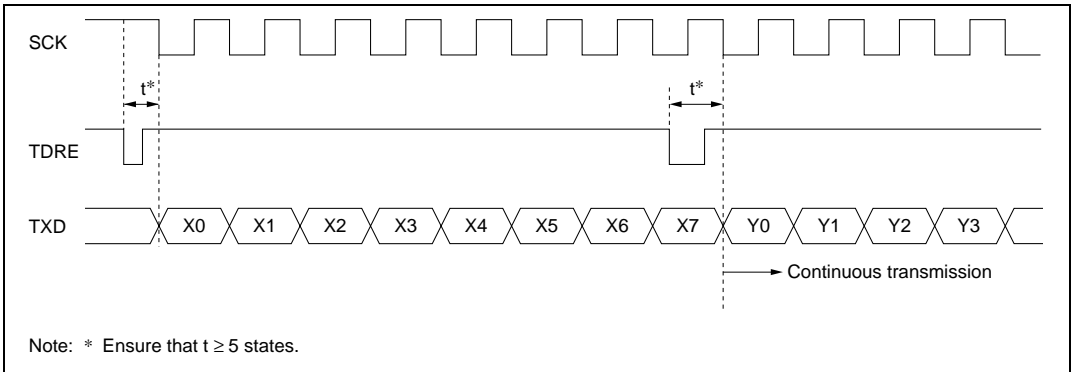 SCK
t*
t*
TDRE
TXD
X0 X1 X2 X3 X4 X5 X6 X7 Y0 Y1 Y2 Y3
Continuous transmission
Note: * Ensure that t ≥ 5 states.